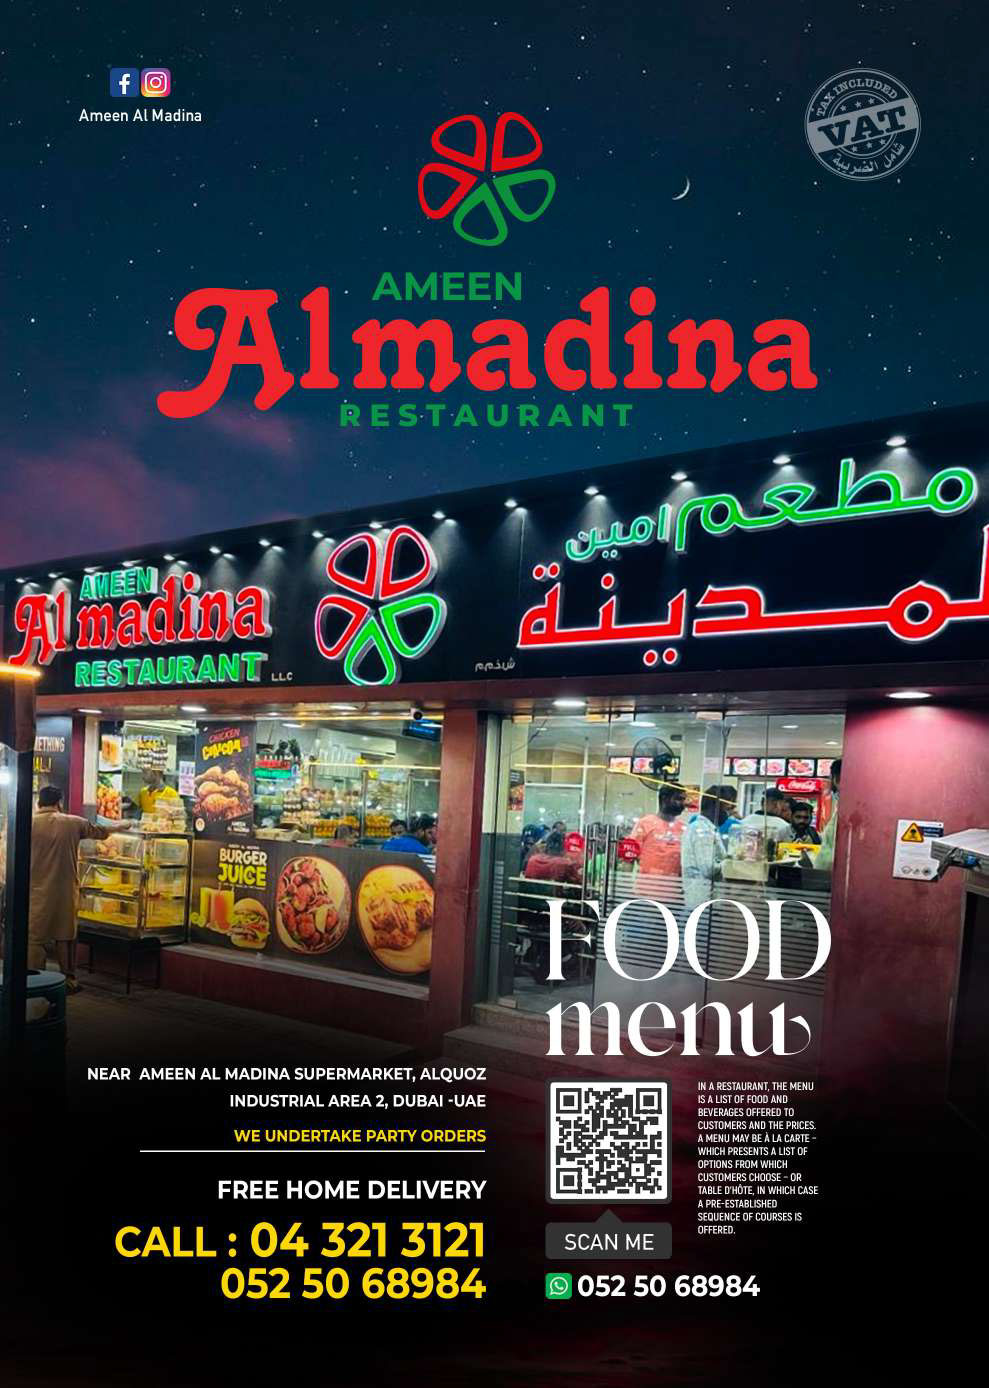 Ameen Al Madina
TAX INCLUDED
VAT
شامل الضريبة
AMEEN
Almadina
RESTAURANT
مطعم امين
المدينة
ش.ذ.م.م
AMEEN
Almadina
RESTAURANT LLC
CHICKEN
BURGER
JUICE
Coca-Cola
PULL
PULL
FOOD
menu
NEAR AMEEN AL MADINA SUPERMARKET, ALQUOZ
INDUSTRIAL AREA 2, DUBAI -UAE
WE UNDERTAKE PARTY ORDERS
FREE HOME DELIVERY
CALL : 04 321 3121
052 50 68984
IN A RESTAURANT, THE MENU
IS A LIST OF FOOD AND
BEVERAGES OFFERED TO
CUSTOMERS AND THE PRICES.
A MENU MAY BE À LA CARTE –
WHICH PRESENTS A LIST OF
OPTIONS FROM WHICH
CUSTOMERS CHOOSE – OR
TABLE D'HÔTE, IN WHICH CASE
A PRE-ESTABLISHED
SEQUENCE OF COURSES IS
OFFERED.
SCAN ME
052 50 68984